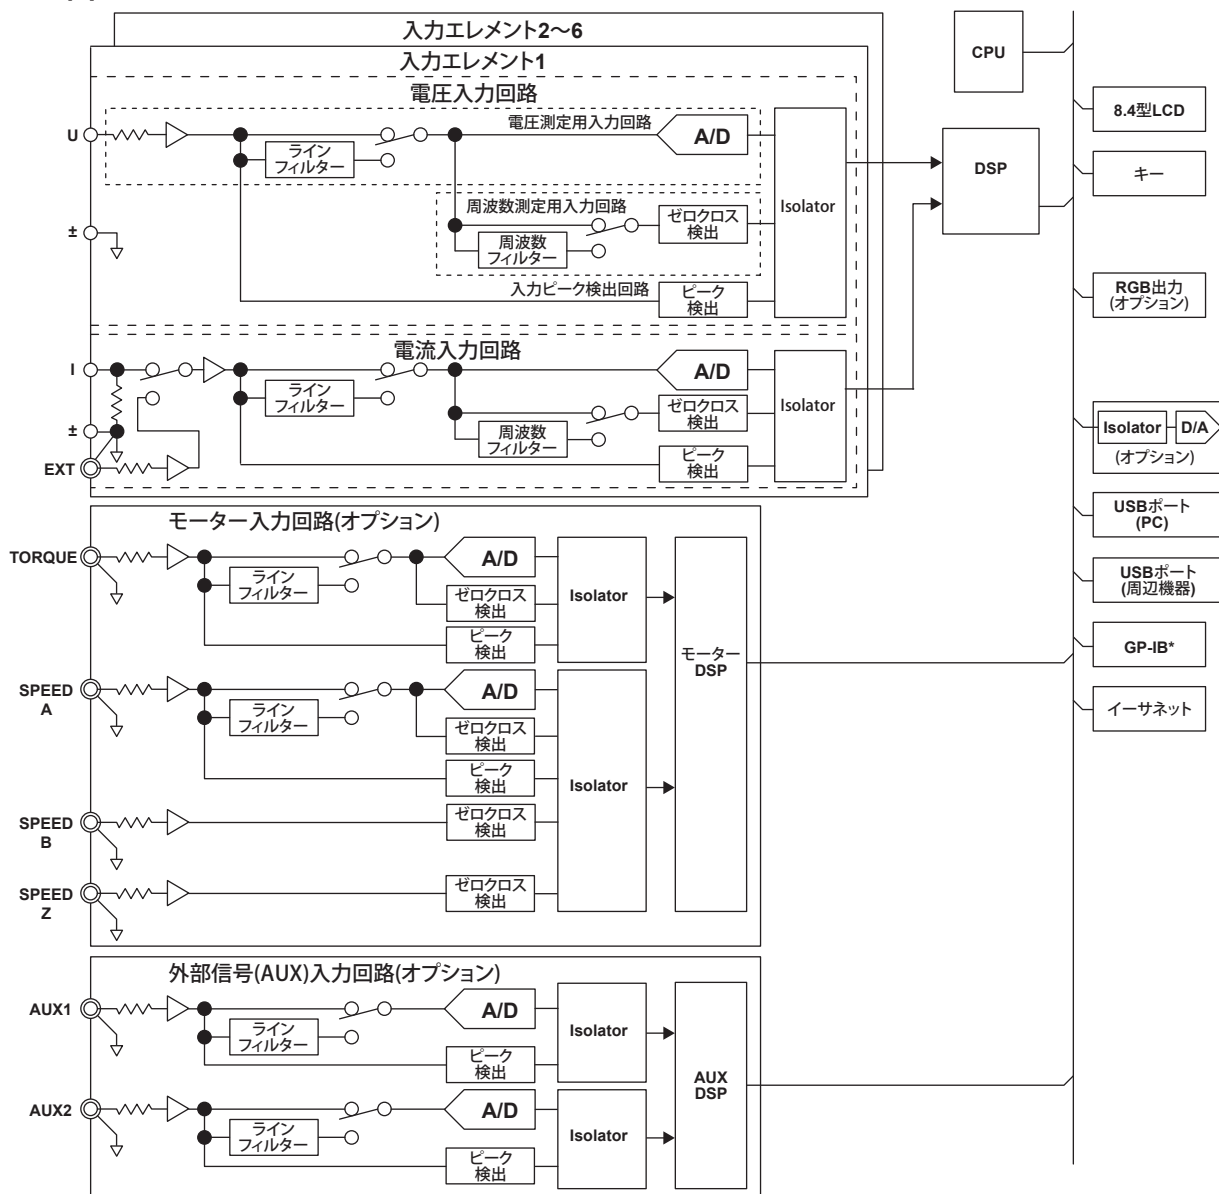 入力エレメント2～6
入力エレメント1
電圧入力回路
U
電圧測定用入力回路
A/D
ライン
フィルター
Isolator
周波数測定用入力回路
ゼロクロス
検出
周波数
フィルター
±
入力ピーク検出回路
ピーク
検出
電流入力回路
I
A/D
ライン
フィルター
ゼロクロス
検出
Isolator
周波数
フィルター
±
ピーク
検出
EXT
CPU
DSP
8.4型LCD
キー
RGB出力
(オプション)
Isolator
D/A
(オプション)
USBポート
(PC)
USBポート
(周辺機器)
GP-IB*
イーサネット
モーター入力回路(オプション)
TORQUE
A/D
ライン
フィルター
ゼロクロス
検出
ピーク
検出
Isolator
モーター
DSP
SPEED
A
A/D
ライン
フィルター
ゼロクロス
検出
ピーク
検出
Isolator
SPEED
B
ゼロクロス
検出
SPEED
Z
ゼロクロス
検出
外部信号(AUX)入力回路(オプション)
AUX1
A/D
ライン
フィルター
ピーク
検出
Isolator
AUX
DSP
AUX2
A/D
ライン
フィルター
ピーク
検出
Isolator